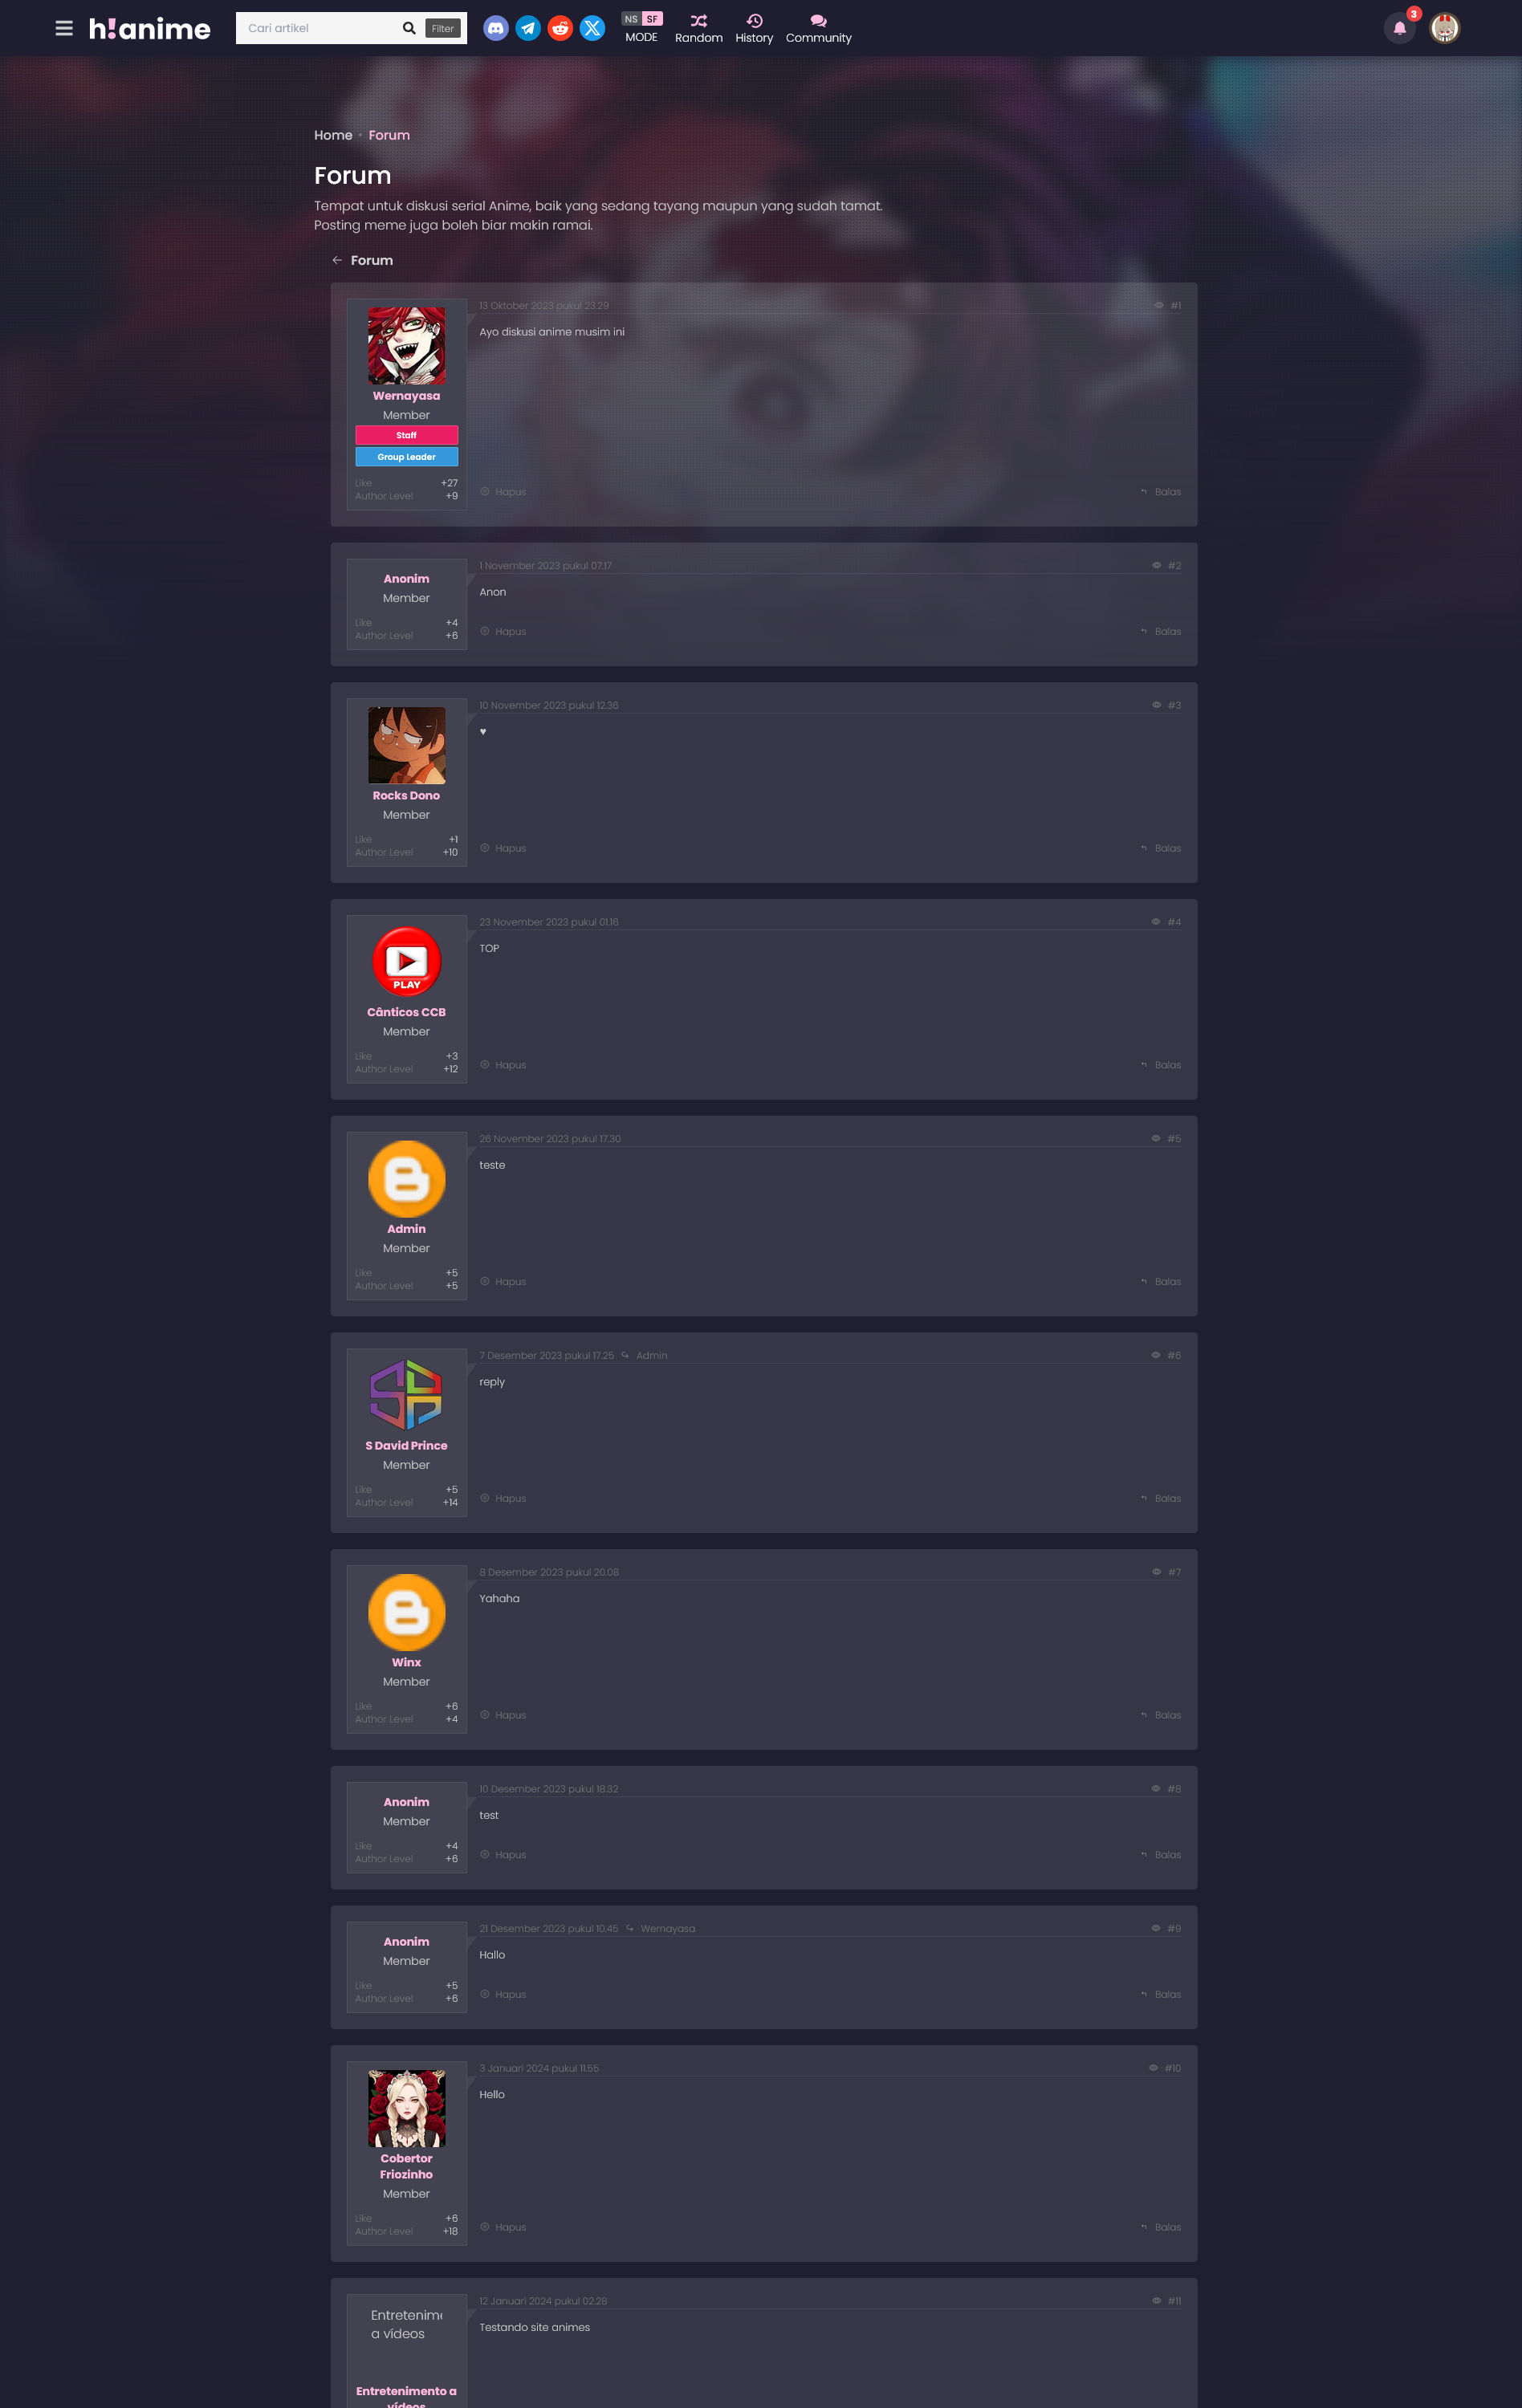 h!anime
Cari artikel
Filter
NS SF
MODE
Random
History
Community
3
Home • Forum
Forum
Tempat untuk diskusi serial Anime, baik yang sedang tayang maupun yang sudah tamat.
Posting meme juga boleh biar makin ramai.
Forum
13 Oktober 2023 pukul 23.29
#1
Ayo diskusi anime musim ini
Wernayasa
Member
Staff
Group Leader
Like +27
Author Level +9
Hapus
Balas
1 November 2023 pukul 07.17
#2
Anonim
Member
Anon
Like +4
Author Level +6
Hapus
Balas
10 November 2023 pukul 12.36
#3
♥
Rocks Dono
Member
Like +1
Author Level +10
Hapus
Balas
23 November 2023 pukul 01.16
#4
TOP
PLAY
Cânticos CCB
Member
Like +3
Author Level +12
Hapus
Balas
26 November 2023 pukul 17.30
#5
teste
Admin
Member
Like +5
Author Level +5
Hapus
Balas
7 Desember 2023 pukul 17.25 Admin
#6
reply
S David Prince
Member
Like +5
Author Level +14
Hapus
Balas
8 Desember 2023 pukul 20.08
#7
Yahaha
Winx
Member
Like +6
Author Level +4
Hapus
Balas
10 Desember 2023 pukul 18.32
#8
Anonim
Member
test
Like +4
Author Level +6
Hapus
Balas
21 Desember 2023 pukul 10.45 Wernayasa
#9
Anonim
Member
Hallo
Like +5
Author Level +6
Hapus
Balas
3 Januari 2024 pukul 11.55
#10
Hello
Cobertor
Friozinho
Member
Like +6
Author Level +18
Hapus
Balas
12 Januari 2024 pukul 02.28
#11
Entretenime
a vídeos
Testando site animes
Entretenimento a
vídeos